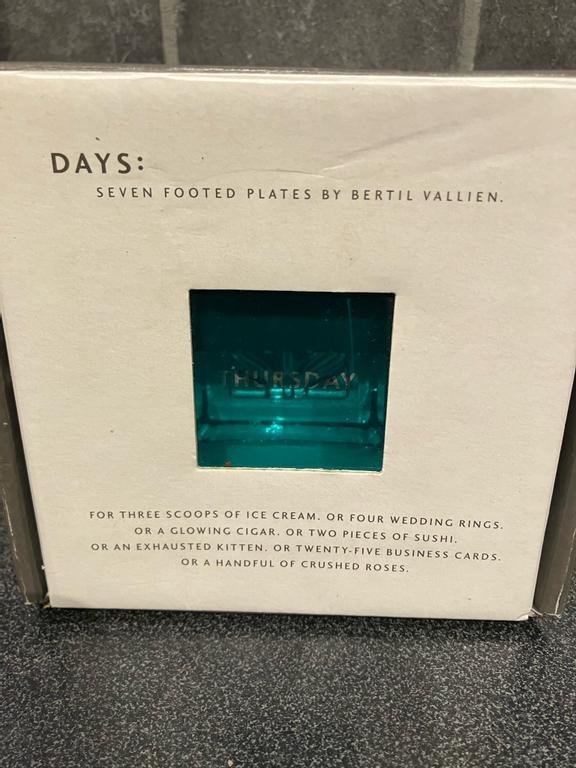 DAYS:
SEVEN FOOTED PLATES BY BERTIL VALLIEN.
THURSDAY
FOR THREE SCOOPS OF ICE CREAM. OR FOUR WEDDING RINGS.
OR A GLOWING CIGAR. OR TWO PIECES OF SUSHI.
OR AN EXHAUSTED KITTEN. OR TWENTY-FIVE BUSINESS CARDS.
OR A HANDFUL OF CRUSHED ROSES.